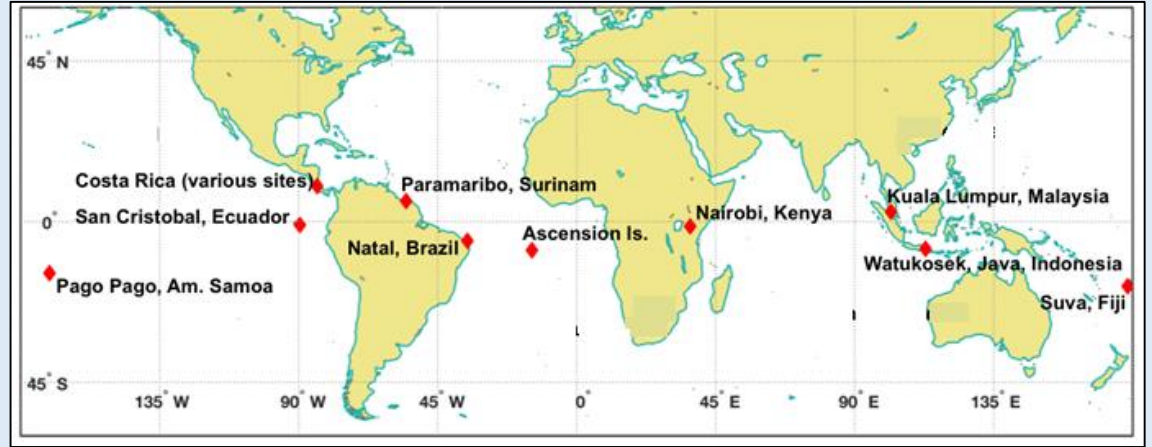 45° N
Costa Rica (various sites)
Paramaribo, Surinam
Kuala Lumpur, Malaysia
San Cristobal, Ecuador
Nairobi, Kenya
0°
Ascension Is.
Natal, Brazil
Watukosek, Java, Indonesia
Pago Pago, Am. Samoa
Suva, Fiji
45° S
135° W
90° W
45° W
0°
45° E
90° E
135° E